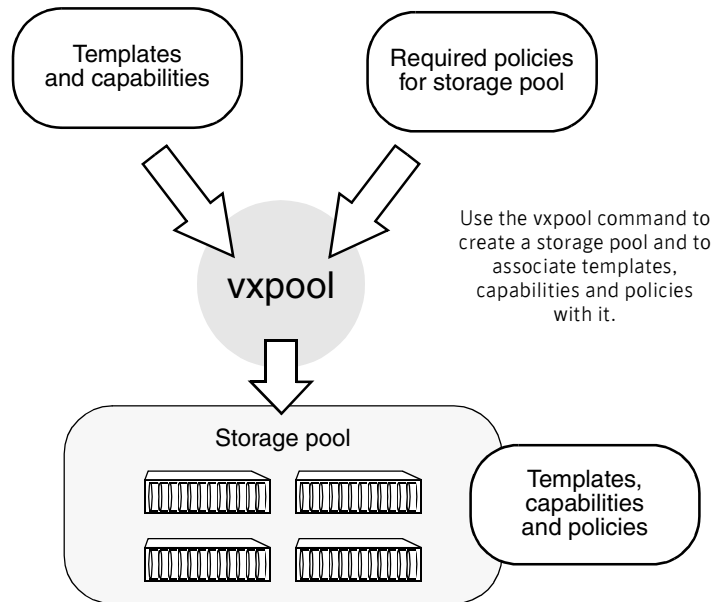 Templates
and capabilities
Required policies
for storage pool
Use the vxpool command to
create a storage pool and to
associate templates,
capabilities and policies
with it.
vxpool
Storage pool
Templates,
capabilities
and policies